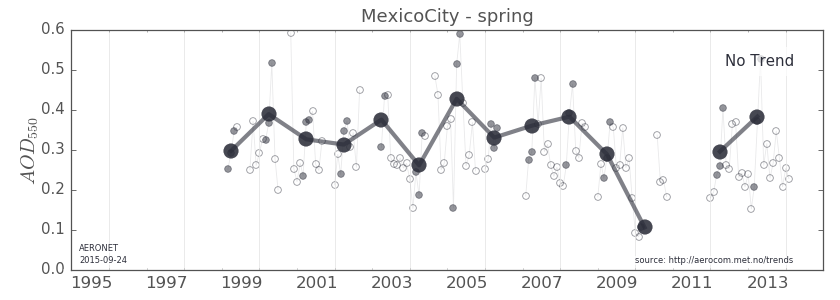 MexicoCity - spring
0.6
No Trend
0.5
0.4
AOD550
0.3
0.2
0.1
AERONET
2015-09-24
source: http://aerocom.met.no/trends
0.0
1995 1997 1999 2001 2003 2005 2007 2009 2011 2013